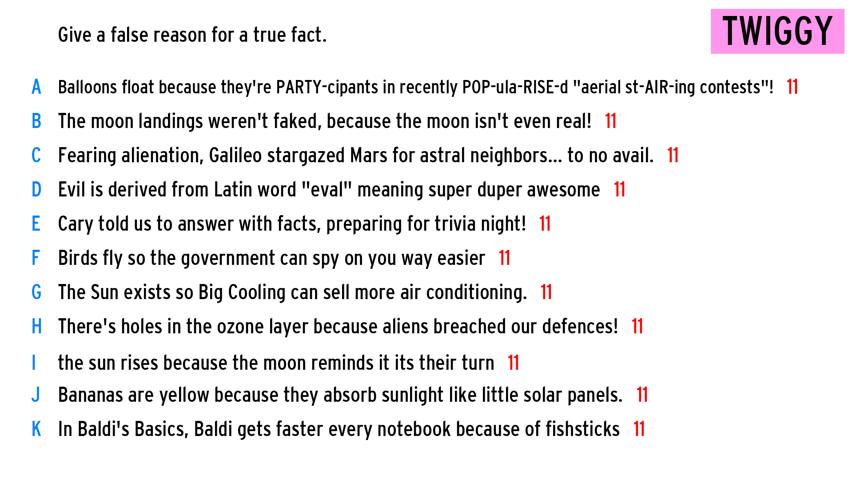 Give a false reason for a true fact.
TWIGGY
A Balloons float because they're PARTY-cipants in recently POP-ula-RISE-d "aerial st-AIR-ing contests"! 11
B The moon landings weren't faked, because the moon isn't even real! 11
C Fearing alienation, Galileo stargazed Mars for astral neighbors... to no avail. 11
D Evil is derived from Latin word "eval" meaning super duper awesome 11
E Cary told us to answer with facts, preparing for trivia night! 11
F Birds fly so the government can spy on you way easier 11
G The Sun exists so Big Cooling can sell more air conditioning. 11
H There's holes in the ozone layer because aliens breached our defences! 11
I the sun rises because the moon reminds it its their turn 11
J Bananas are yellow because they absorb sunlight like little solar panels. 11
K In Baldi's Basics, Baldi gets faster every notebook because of fishsticks 11